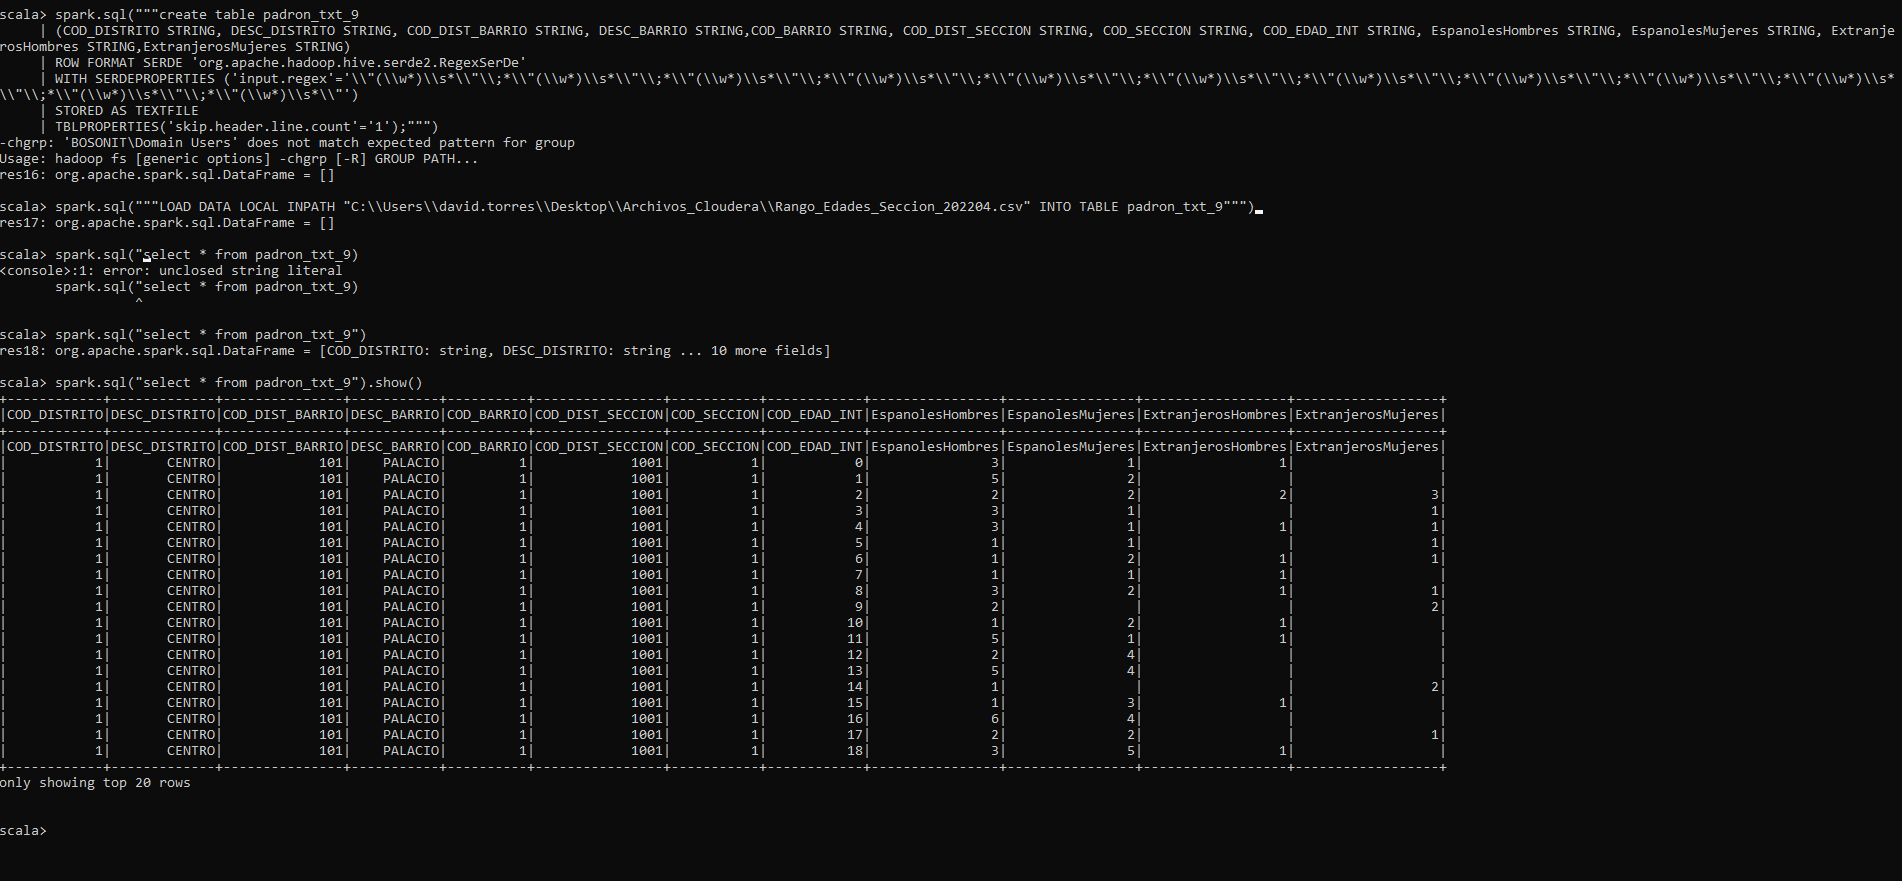 scala> spark.sql("""create table padron_txt_9
     | (COD_DISTRITO STRING, DESC_DISTRITO STRING, COD_DIST_BARRIO STRING, DESC_BARRIO STRING,COD_BARRIO STRING, COD_DIST_SECCION STRING, COD_SECCION STRING, COD_EDAD_INT STRING, EspanolesHombres STRING, EspanolesMujeres STRING, Extranje
rosHombres STRING,ExtranjerosMujeres STRING)
     | ROW FORMAT SERDE 'org.apache.hadoop.hive.serde2.RegexSerDe'
     | WITH SERDEPROPERTIES ('input.regex'='\\"(\\w*)\\s*\\"\\;*\\"(\\w*)\\s*\\"\\;*\\"(\\w*)\\s*\\"\\;*\\"(\\w*)\\s*\\"\\;*\\"(\\w*)\\s*\\"\\;*\\"(\\w*)\\s*\\"\\;*\\"(\\w*)\\s*\\"\\;*\\"(\\w*)\\s*\\"\\;*\\"(\\w*)\\s*\\"\\;*\\"(\\w*)\\s*
\\"\\;*\\"(\\w*)\\s*\\"\\;*\\"(\\w*)\\s*\\"')
     | STORED AS TEXTFILE
     | TBLPROPERTIES('skip.header.line.count'='1');""")
-chgrp: 'BOSONIT\Domain Users' does not match expected pattern for group
Usage: hadoop fs [generic options] -chgrp [-R] GROUP PATH...
res16: org.apache.spark.sql.DataFrame = []
scala> spark.sql("""LOAD DATA LOCAL INPATH "C:\\Users\\david.torres\\Desktop\\Archivos_Cloudera\\Rango_Edades_Seccion_202204.csv" INTO TABLE padron_txt_9""")
res17: org.apache.spark.sql.DataFrame = []
scala> spark.sql("select * from padron_txt_9)
<console>:1: error: unclosed string literal
       spark.sql("select * from padron_txt_9)
                 ^
scala> spark.sql("select * from padron_txt_9")
res18: org.apache.spark.sql.DataFrame = [COD_DISTRITO: string, DESC_DISTRITO: string ... 10 more fields]
scala> spark.sql("select * from padron_txt_9").show()
+------------+-------------+---------------+-----------+----------+----------------+-----------+------------+----------------+----------------+------------------+------------------+
|COD_DISTRITO|DESC_DISTRITO|COD_DIST_BARRIO|DESC_BARRIO|COD_BARRIO|COD_DIST_SECCION|COD_SECCION|COD_EDAD_INT|EspanolesHombres|EspanolesMujeres|ExtranjerosHombres|ExtranjerosMujeres|
+------------+-------------+---------------+-----------+----------+----------------+-----------+------------+----------------+----------------+------------------+------------------+
|COD_DISTRITO|DESC_DISTRITO|COD_DIST_BARRIO|DESC_BARRIO|COD_BARRIO|COD_DIST_SECCION|COD_SECCION|COD_EDAD_INT|EspanolesHombres|EspanolesMujeres|ExtranjerosHombres|ExtranjerosMujeres|
| 1| CENTRO| 101| PALACIO| 1| 1001| 1| 0| 3| 1| 1| |
| 1| CENTRO| 101| PALACIO| 1| 1001| 1| 1| 5| 2| | |
| 1| CENTRO| 101| PALACIO| 1| 1001| 1| 2| 2| 2| 2| 3|
| 1| CENTRO| 101| PALACIO| 1| 1001| 1| 3| 3| 1| | 1|
| 1| CENTRO| 101| PALACIO| 1| 1001| 1| 4| 3| 1| 1| 1|
| 1| CENTRO| 101| PALACIO| 1| 1001| 1| 5| 1| 1| | 1|
| 1| CENTRO| 101| PALACIO| 1| 1001| 1| 6| 1| 2| 1| 1|
| 1| CENTRO| 101| PALACIO| 1| 1001| 1| 7| 1| 1| 1| |
| 1| CENTRO| 101| PALACIO| 1| 1001| 1| 8| 3| 2| 1| 1|
| 1| CENTRO| 101| PALACIO| 1| 1001| 1| 9| 2| | | 2|
| 1| CENTRO| 101| PALACIO| 1| 1001| 1| 10| 1| 2| 1| |
| 1| CENTRO| 101| PALACIO| 1| 1001| 1| 11| 5| 1| 1| |
| 1| CENTRO| 101| PALACIO| 1| 1001| 1| 12| 2| 4| | |
| 1| CENTRO| 101| PALACIO| 1| 1001| 1| 13| 5| 4| | |
| 1| CENTRO| 101| PALACIO| 1| 1001| 1| 14| 1| | | 2|
| 1| CENTRO| 101| PALACIO| 1| 1001| 1| 15| 1| 3| 1| |
| 1| CENTRO| 101| PALACIO| 1| 1001| 1| 16| 6| 4| | |
| 1| CENTRO| 101| PALACIO| 1| 1001| 1| 17| 2| 2| | 1|
| 1| CENTRO| 101| PALACIO| 1| 1001| 1| 18| 3| 5| 1| |
+------------+-------------+---------------+-----------+----------+----------------+-----------+------------+----------------+----------------+------------------+------------------+
only showing top 20 rows
scala>